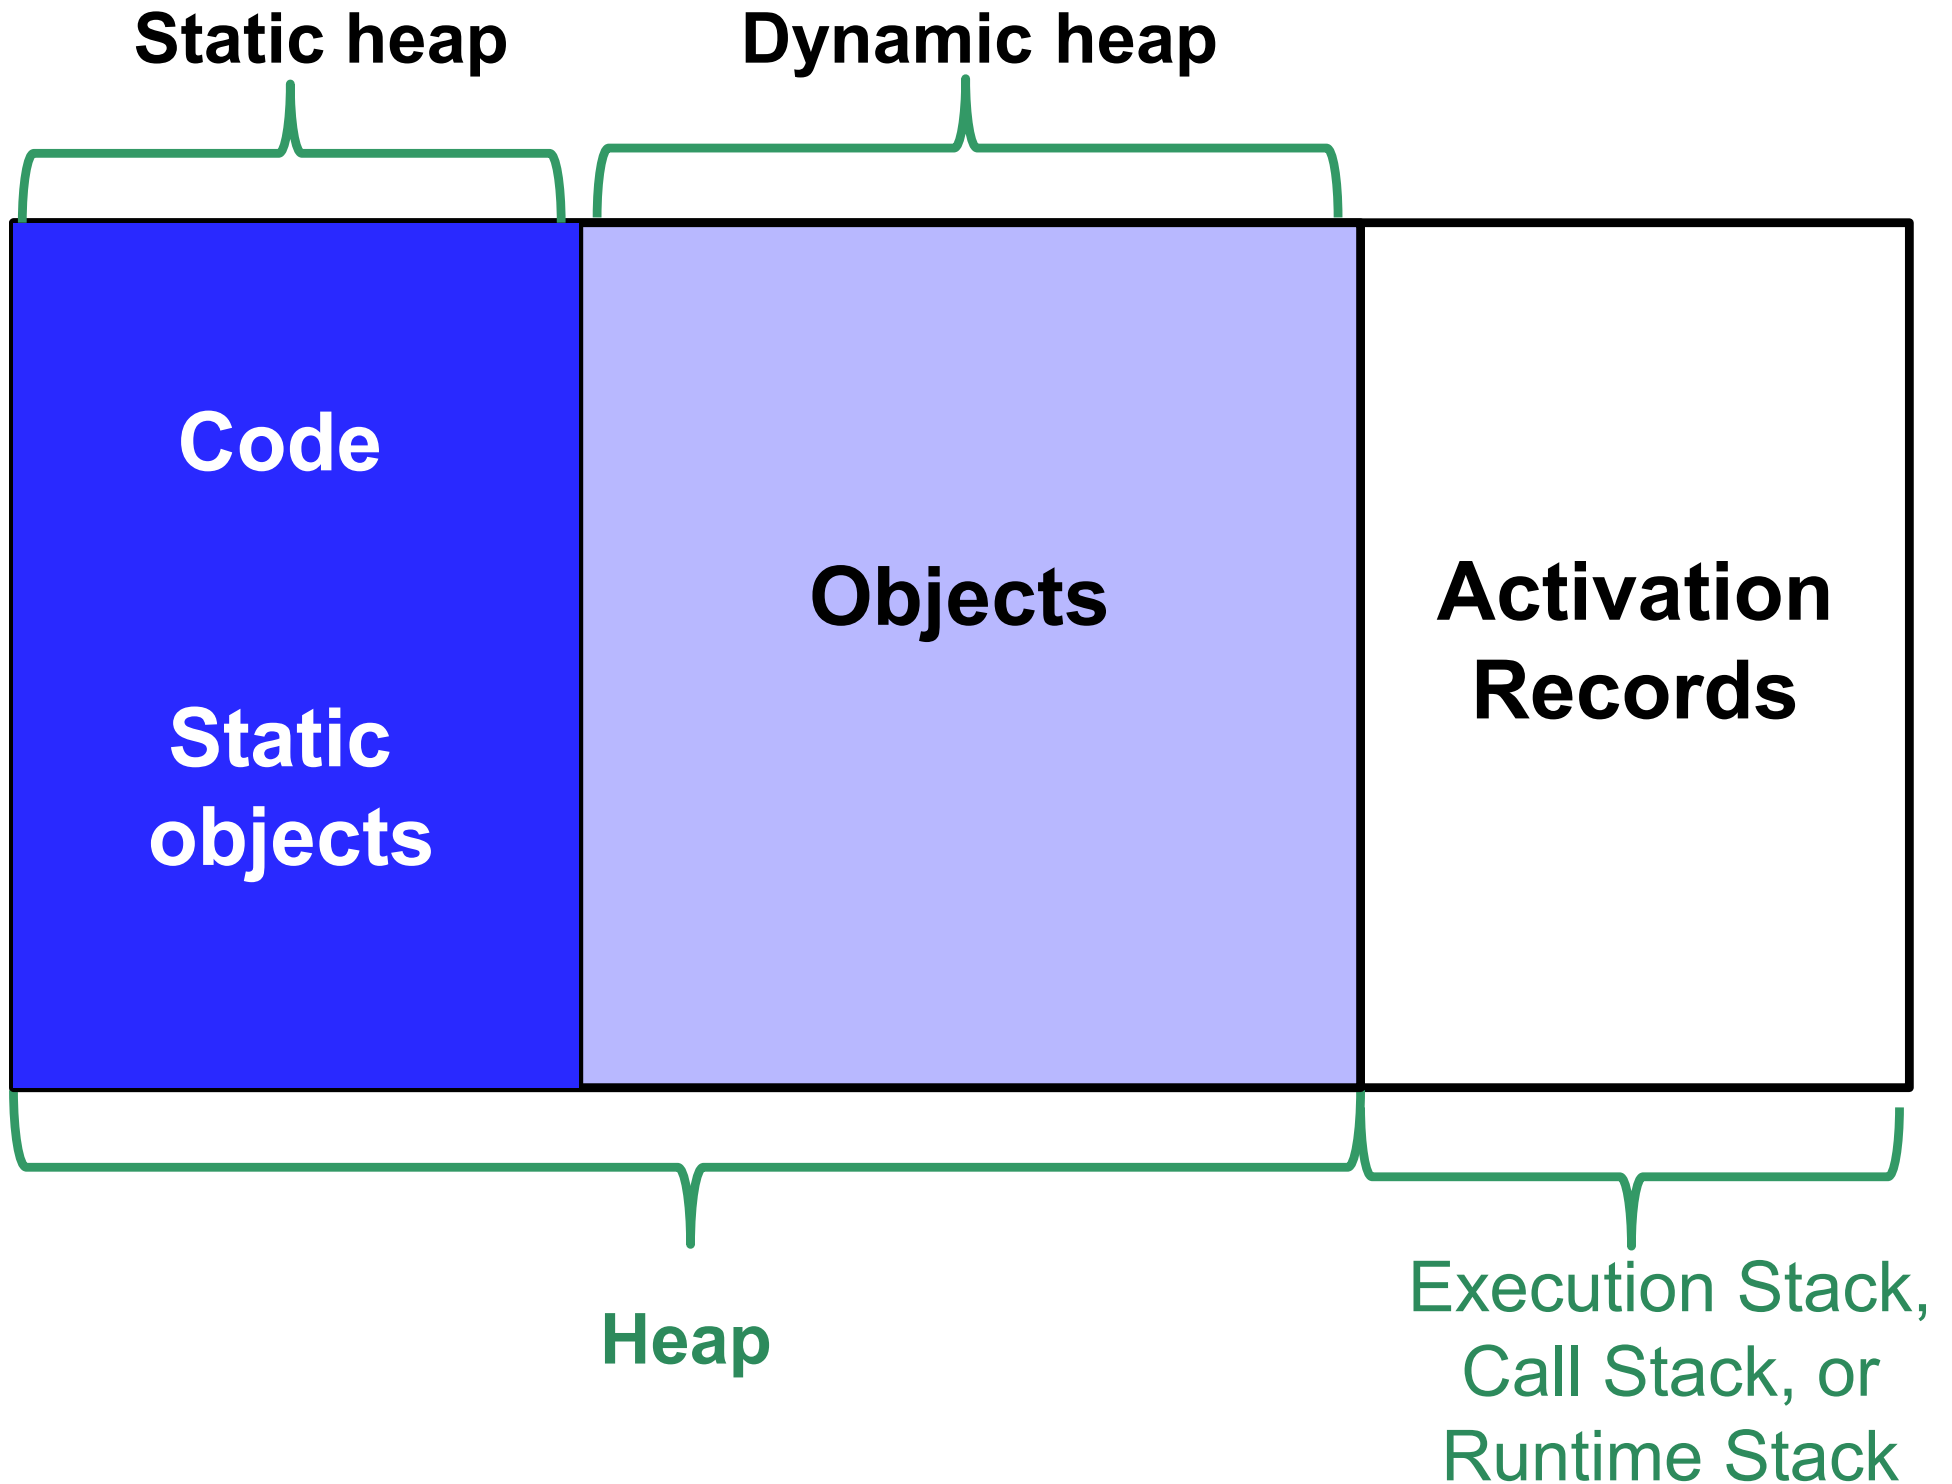 Static heap
Dynamic heap
Code
Static
objects
Objects
Activation
Records
Heap
Execution Stack,
Call Stack, or
Runtime Stack